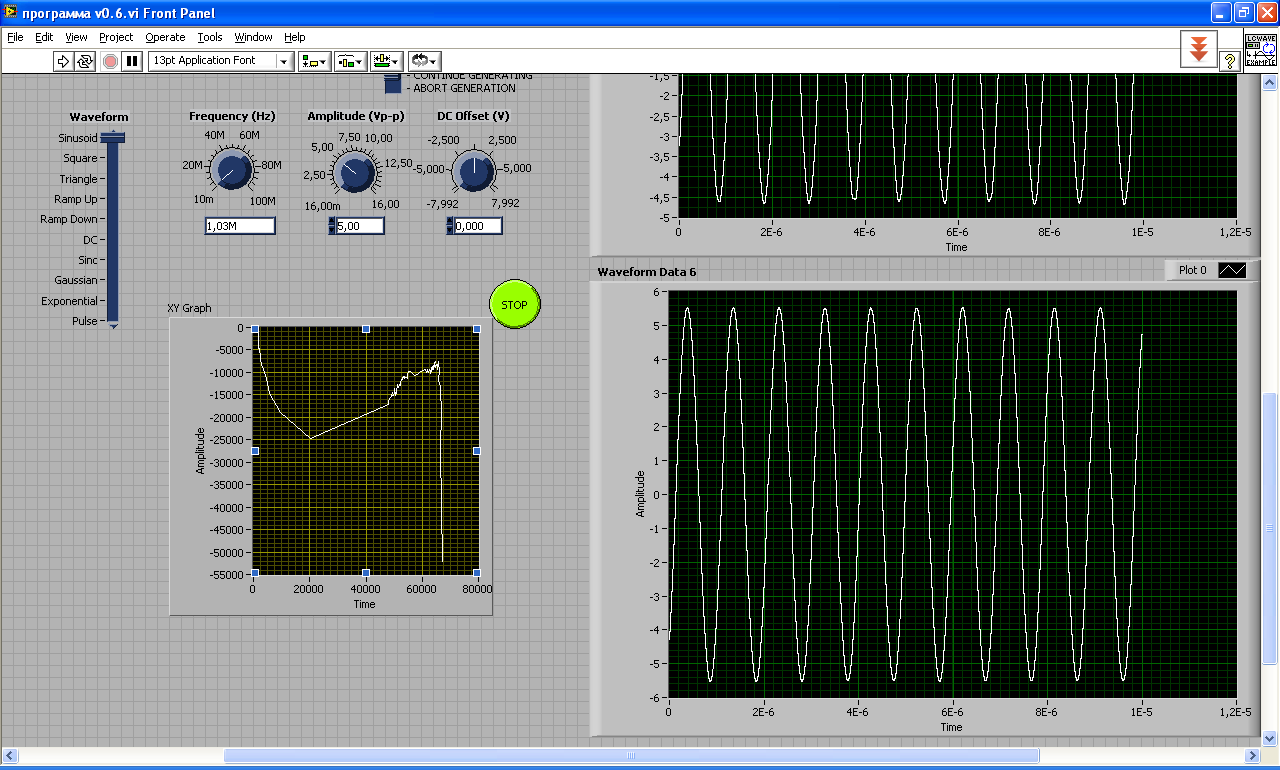 программа v0.6.vi Front Panel
File Edit View Project Operate Tools Window Help
13pt Application Font
LCWAVE
EXAMPLE
- CONTINUE GENERATING
- ABORT GENERATION
Waveform
Sinusoid
Square
Triangle
Ramp Up
Ramp Down
DC
Sinc
Gaussian
Exponential
Pulse
Frequency (Hz)
40M 60M
20M 80M
10m 100M
1,03M
Amplitude (Vp-p)
7,50 10,00
5,00 12,50
2,50
16,00m 16,00
5,00
DC Offset (V)
-2,500 2,500
-5,000 5,000
-7,992 7,992
0,000
STOP
XY Graph
0
-5000
-10000
-15000
-20000
-25000
-30000
-35000
-40000
-45000
-50000
-55000
Amplitude
0 20000 40000 60000 80000
Time
-1,5
-2
-2,5
-3
-3,5
-4
-4,5
-5
0 2E-6 4E-6 6E-6 8E-6 1E-5 1,2E-5
Time
Waveform Data 6
Plot 0
6
5
4
3
2
1
0
-1
-2
-3
-4
-5
-6
Amplitude
0 2E-6 4E-6 6E-6 8E-6 1E-5 1,2E-5
Time